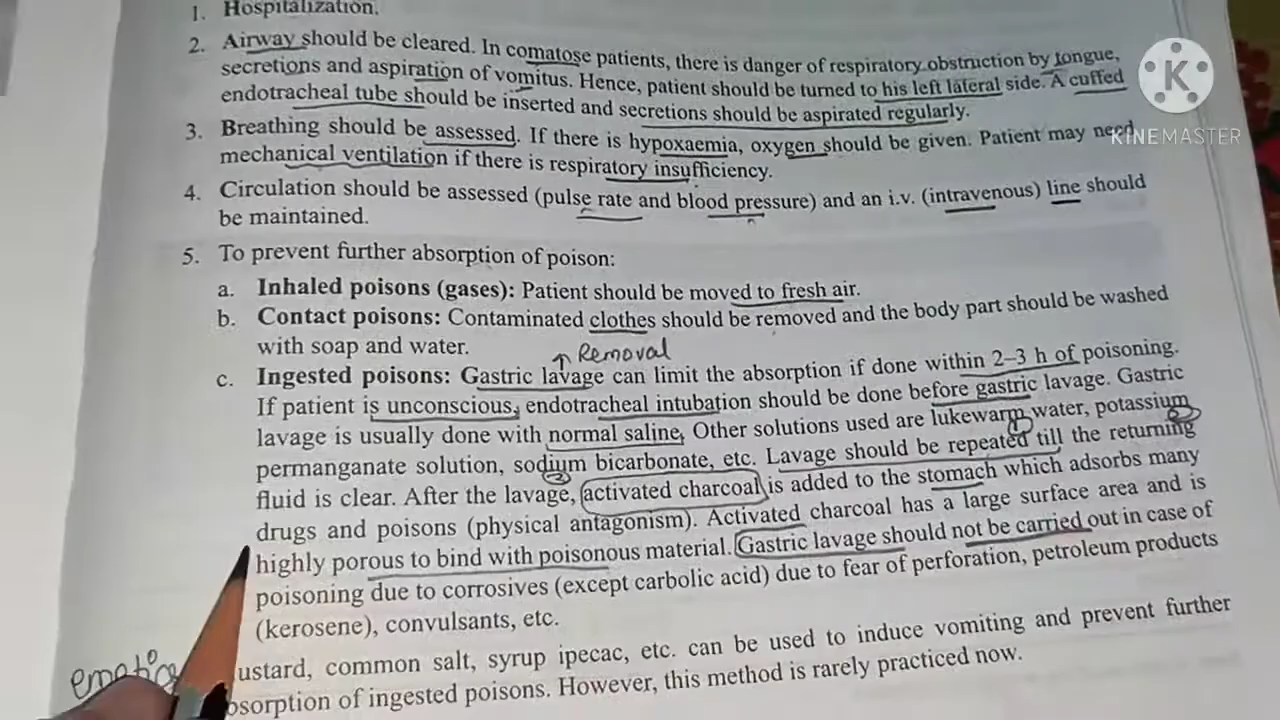 1. Hospitalization.
2. Airway should be cleared. In comatose patients, there is danger of respiratory obstruction by tongue,
secretions and aspiration of vomitus. Hence, patient should be turned to his left lateral side. A cuffed
endotracheal tube should be inserted and secretions should be aspirated regularly.
3. Breathing should be assessed. If there is hypoxaemia, oxygen should be given. Patient may need
mechanical ventilation if there is respiratory insufficiency.
4. Circulation should be assessed (pulse rate and blood pressure) and an i.v. (intravenous) line should
be maintained.
5. To prevent further absorption of poison:
a. Inhaled poisons (gases): Patient should be moved to fresh air.
b. Contact poisons: Contaminated clothes should be removed and the body part should be washed
with soap and water.
↑ Removal
c. Ingested poisons: Gastric lavage can limit the absorption if done within 2–3 h of poisoning.
If patient is unconscious, endotracheal intubation should be done before gastric lavage. Gastric
lavage is usually done with normal saline. Other solutions used are lukewarm water, potassium
permanganate solution, sodium bicarbonate, etc. Lavage should be repeated till the returning
fluid is clear. After the lavage, activated charcoal is added to the stomach which adsorbs many
drugs and poisons (physical antagonism). Activated charcoal has a large surface area and is
highly porous to bind with poisonous material. Gastric lavage should not be carried out in case of
poisoning due to corrosives (except carbolic acid) due to fear of perforation, petroleum products
(kerosene), convulsants, etc.
ustard, common salt, syrup ipecac, etc. can be used to induce vomiting and prevent further
sorption of ingested poisons. However, this method is rarely practiced now.
K
KINEMASTER